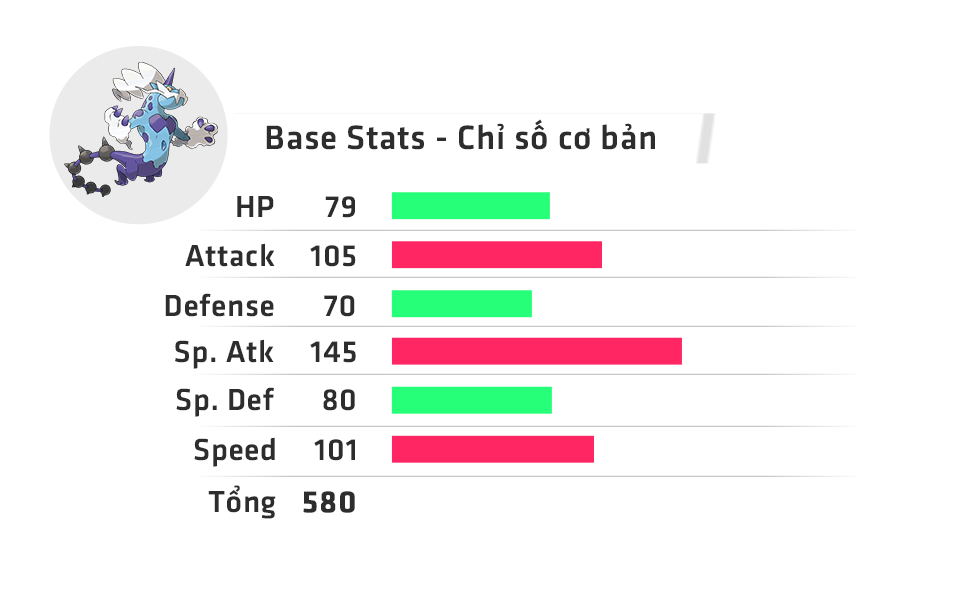 Base Stats - Chỉ số cơ bản
HP 79
Attack 105
Defense 70
Sp. Atk 145
Sp. Def 80
Speed 101
Tổng 580